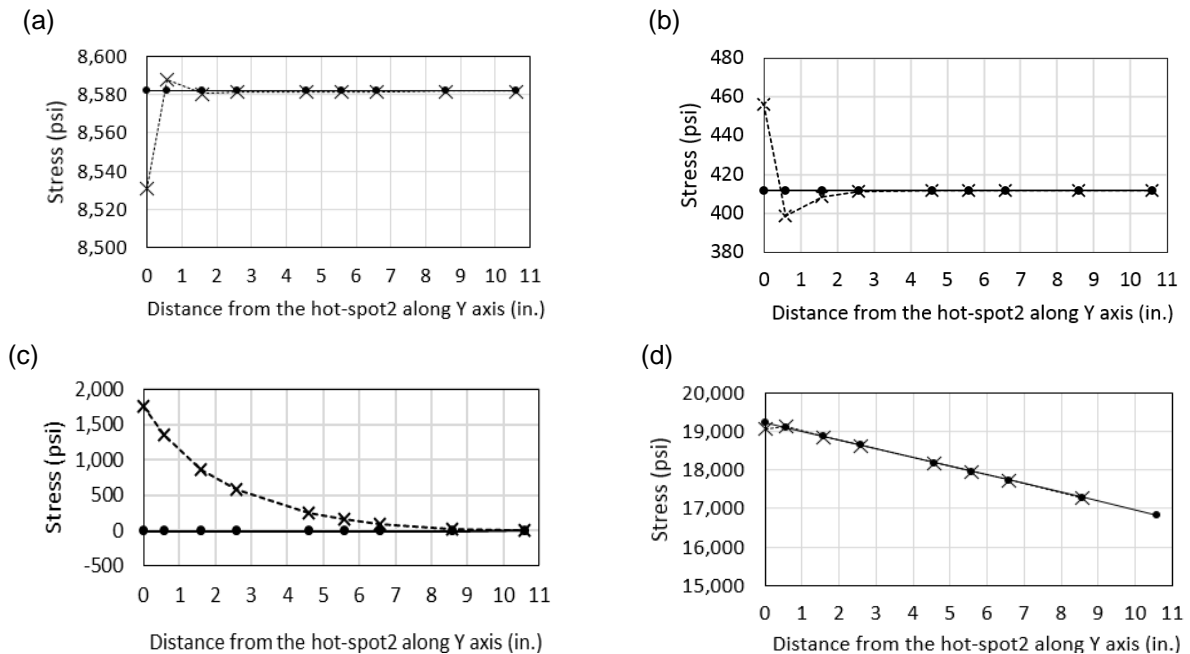 (a)
8,600
8,580
8,560
8,540
8,520
8,500
Stress (psi)
0 1 2 3 4 5 6 7 8 9 10 11
Distance from the hot-spot2 along Y axis (in.)
(b)
480
460
440
420
400
380
Stress (psi)
0 1 2 3 4 5 6 7 8 9 10 11
Distance from the hot-spot2 along Y axis (in.)
(c)
2,000
1,500
1,000
500
0
-500
Stress (psi)
0 1 2 3 4 5 6 7 8 9 10 11
Distance from the hot-spot2 along Y axis (in.)
(d)
20,000
19,000
18,000
17,000
16,000
15,000
Stress (psi)
0 1 2 3 4 5 6 7 8 9 10 11
Distance from the hot-spot2 along Y axis (in.)